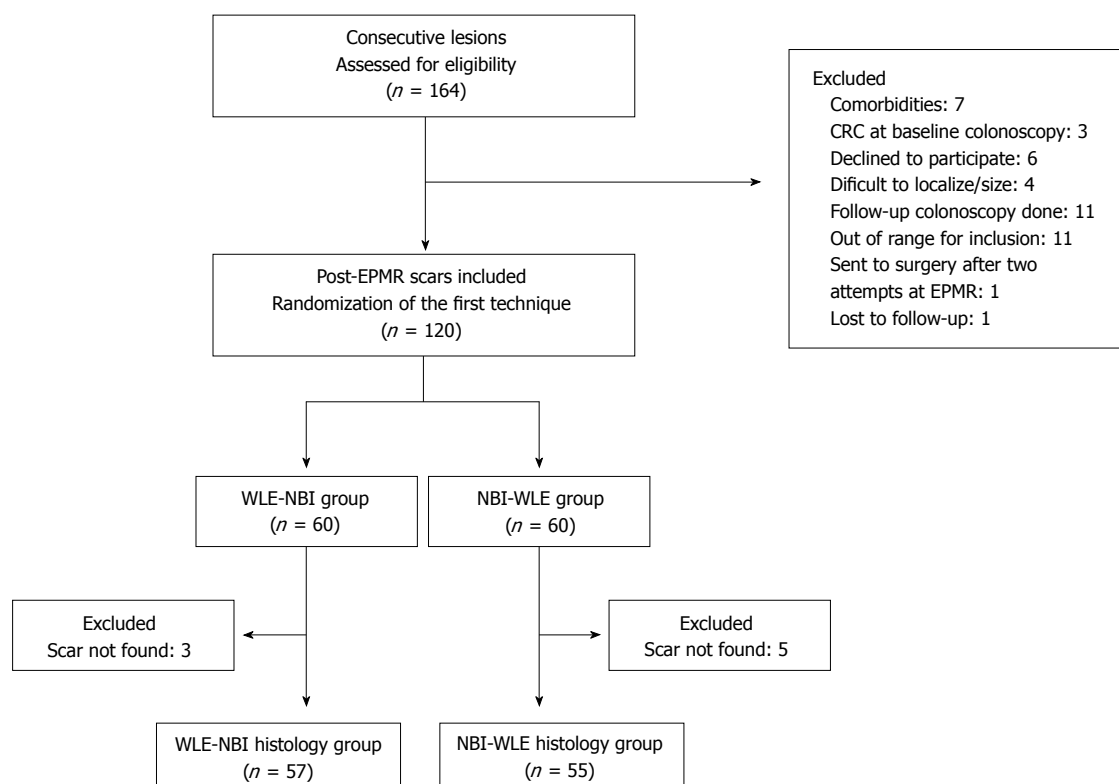 Consecutive lesions
Assessed for eligibility
(n = 164)
Excluded
Comorbidities: 7
CRC at baseline colonoscopy: 3
Declined to participate: 6
Dificult to localize/size: 4
Follow-up colonoscopy done: 11
Out of range for inclusion: 11
Sent to surgery after two
attempts at EPMR: 1
Lost to follow-up: 1
Post-EPMR scars included
Randomization of the first technique
(n = 120)
WLE-NBI group
(n = 60)
NBI-WLE group
(n = 60)
Excluded
Scar not found: 3
Excluded
Scar not found: 5
WLE-NBI histology group
(n = 57)
NBI-WLE histology group
(n = 55)